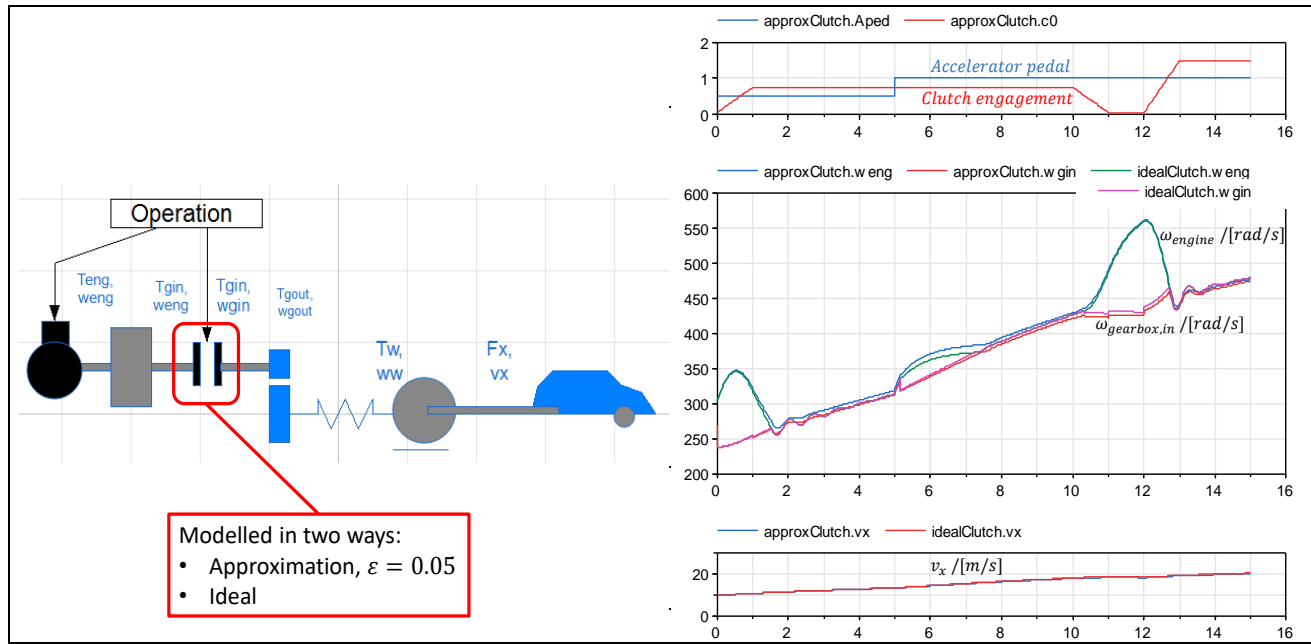 Operation
Teng,
weng
Tgin,
weng
Tgin,
wgin
Tgout,
wgout
Tw,
ww
Fx,
vx
Modelled in two ways:
• Approximation, ε = 0.05
• Ideal
approxClutch.Aped approxClutch.c0
2
1
0
Accelerator pedal
Clutch engagement
0 2 4 6 8 10 12 14 16
approxClutch.w eng approxClutch.w gin idealClutch.w eng
idealClutch.w gin
600
550
500
450
400
350
300
250
200
ω_engine /[rad/s]
ω_gearbox,in /[rad/s]
0 2 4 6 8 10 12 14 16
approxClutch.vx idealClutch.vx
20
0
v_x /[m/s]
0 2 4 6 8 10 12 14 16